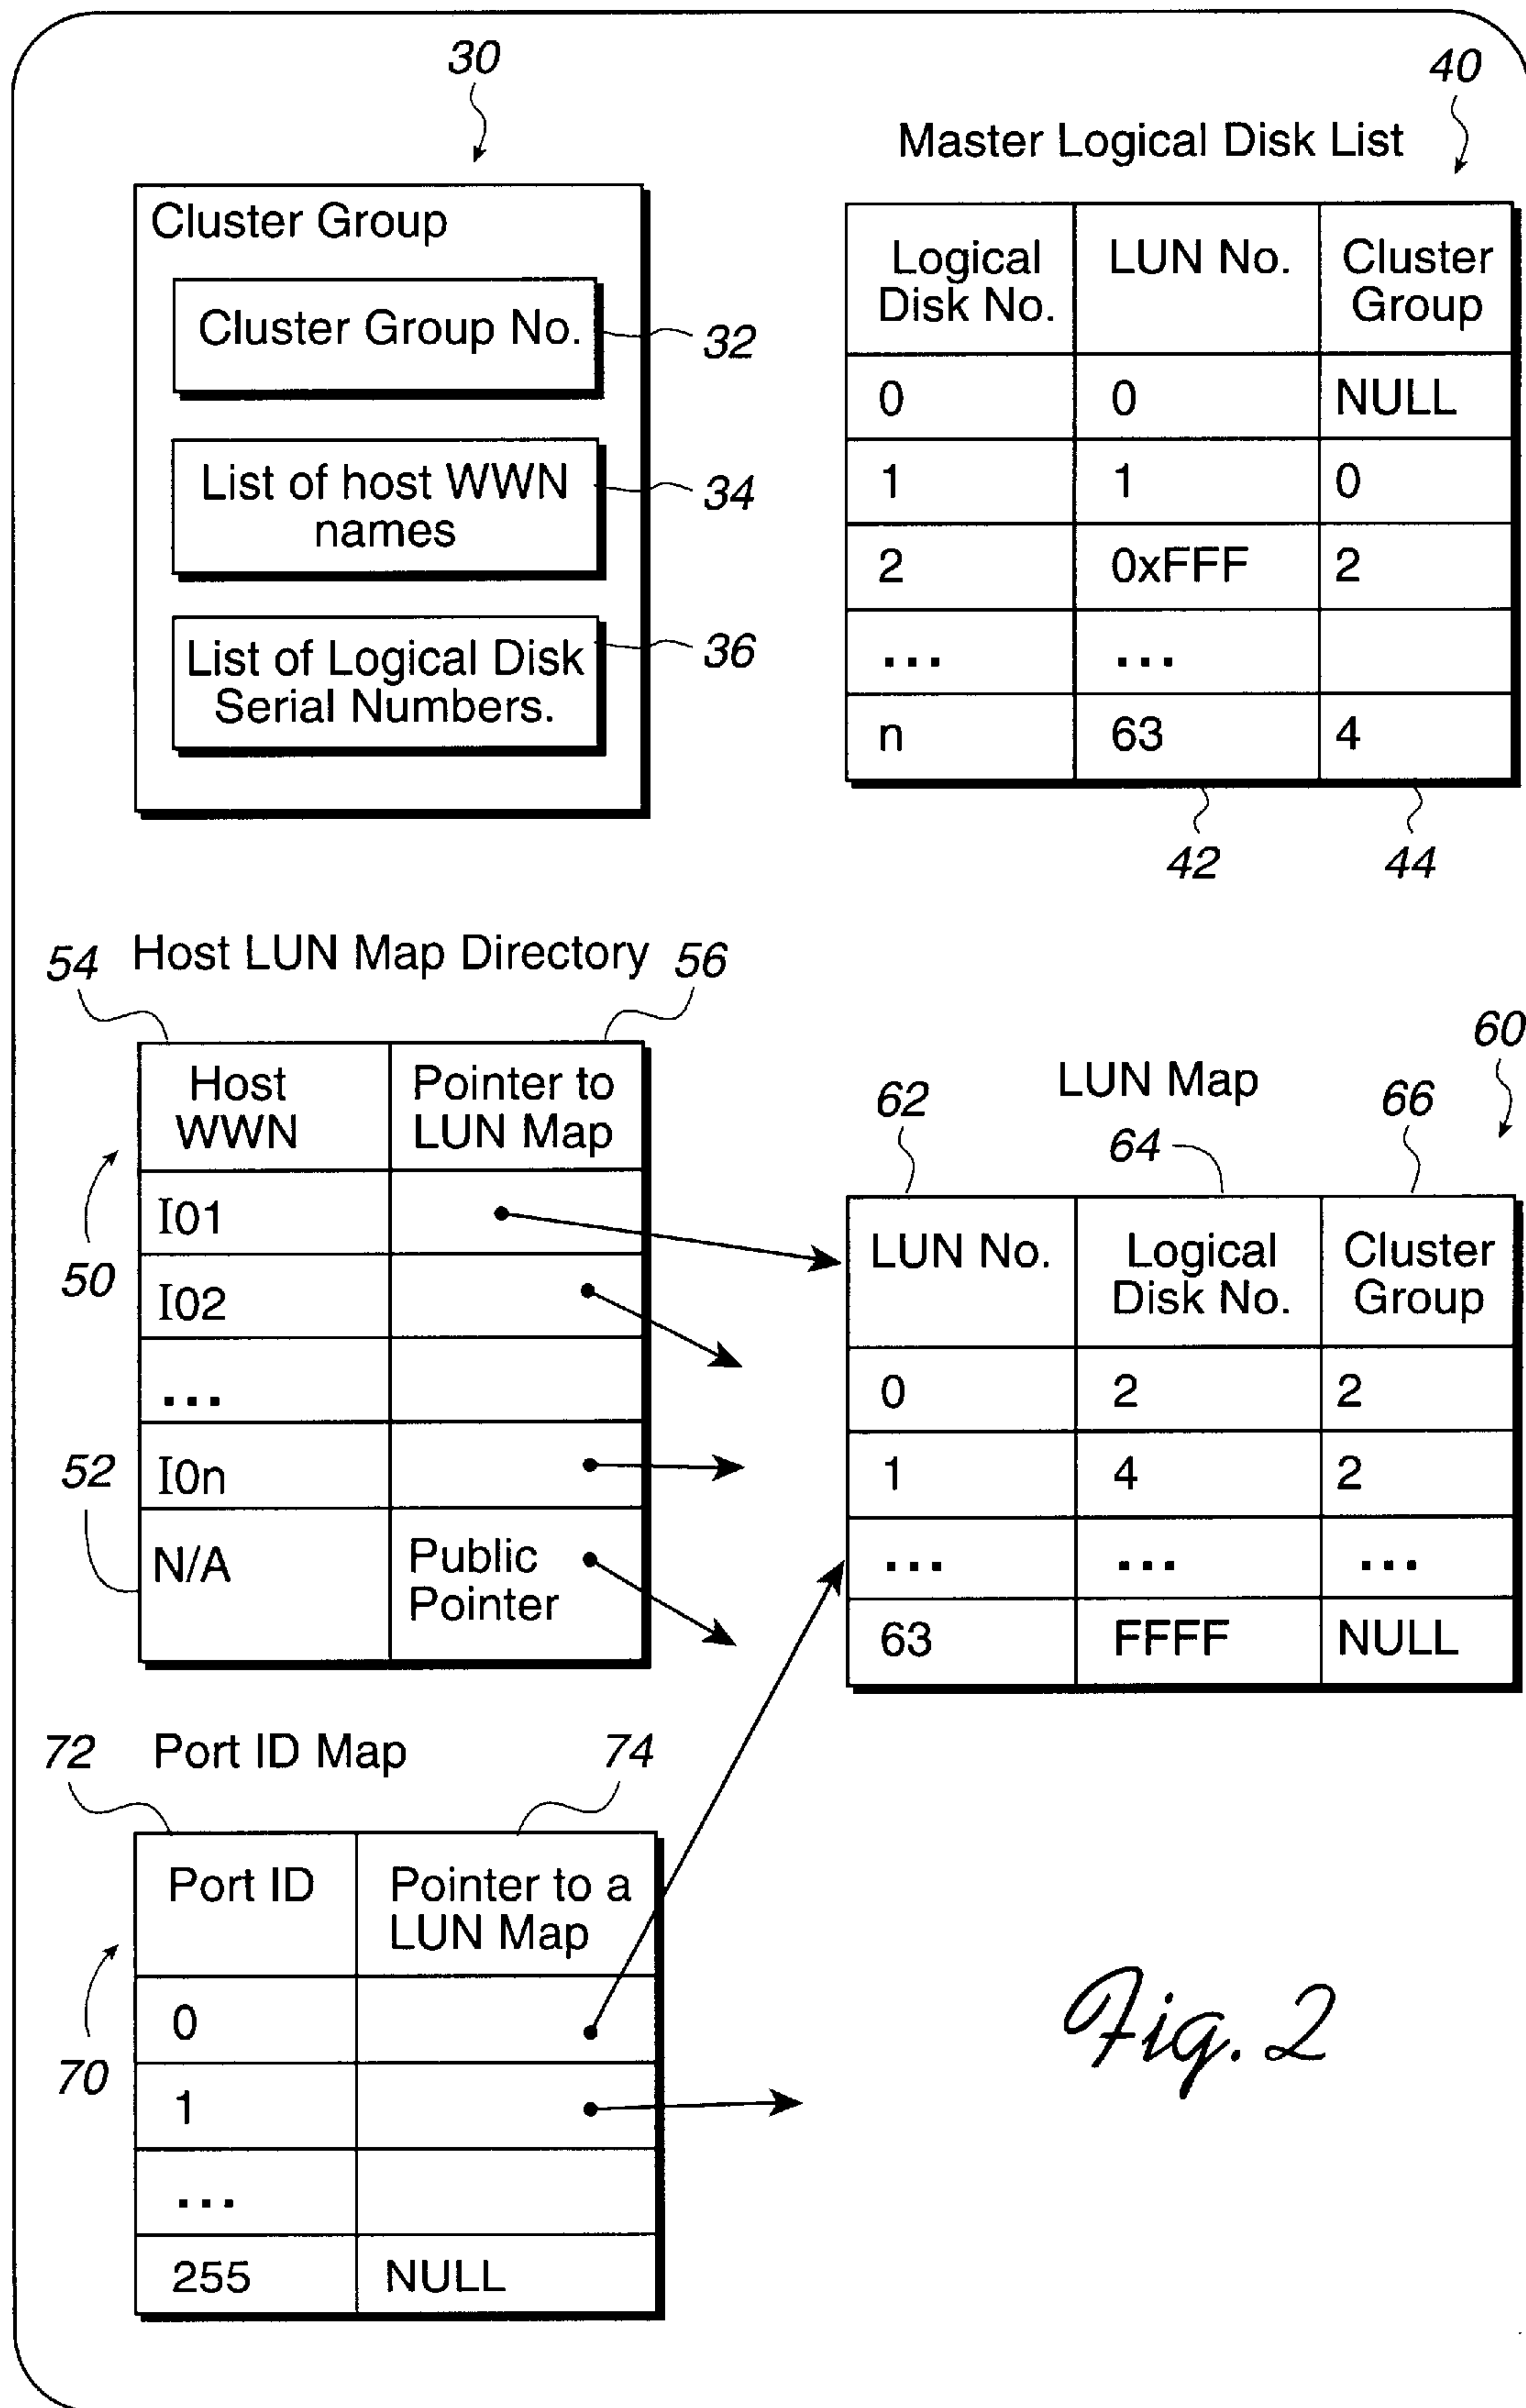 30
Cluster Group
Cluster Group No.
32
List of host WWN
names
34
List of Logical Disk
Serial Numbers.
36
40
Master Logical Disk List
Logical Disk No. LUN No. Cluster Group
0 0 NULL
1 1 0
2 0xFFF 2
... ...
n 63 4
42 44
54 Host LUN Map Directory 56
Host WWN Pointer to LUN Map
I01
50
I02
...
52
I0n
N/A Public Pointer
60
LUN Map
62 64 66
LUN No. Logical Disk No. Cluster Group
0 2 2
1 4 2
... ... ...
63 FFFF NULL
72 Port ID Map 74
Port ID Pointer to a LUN Map
70
0
1
...
255 NULL
Fig. 2